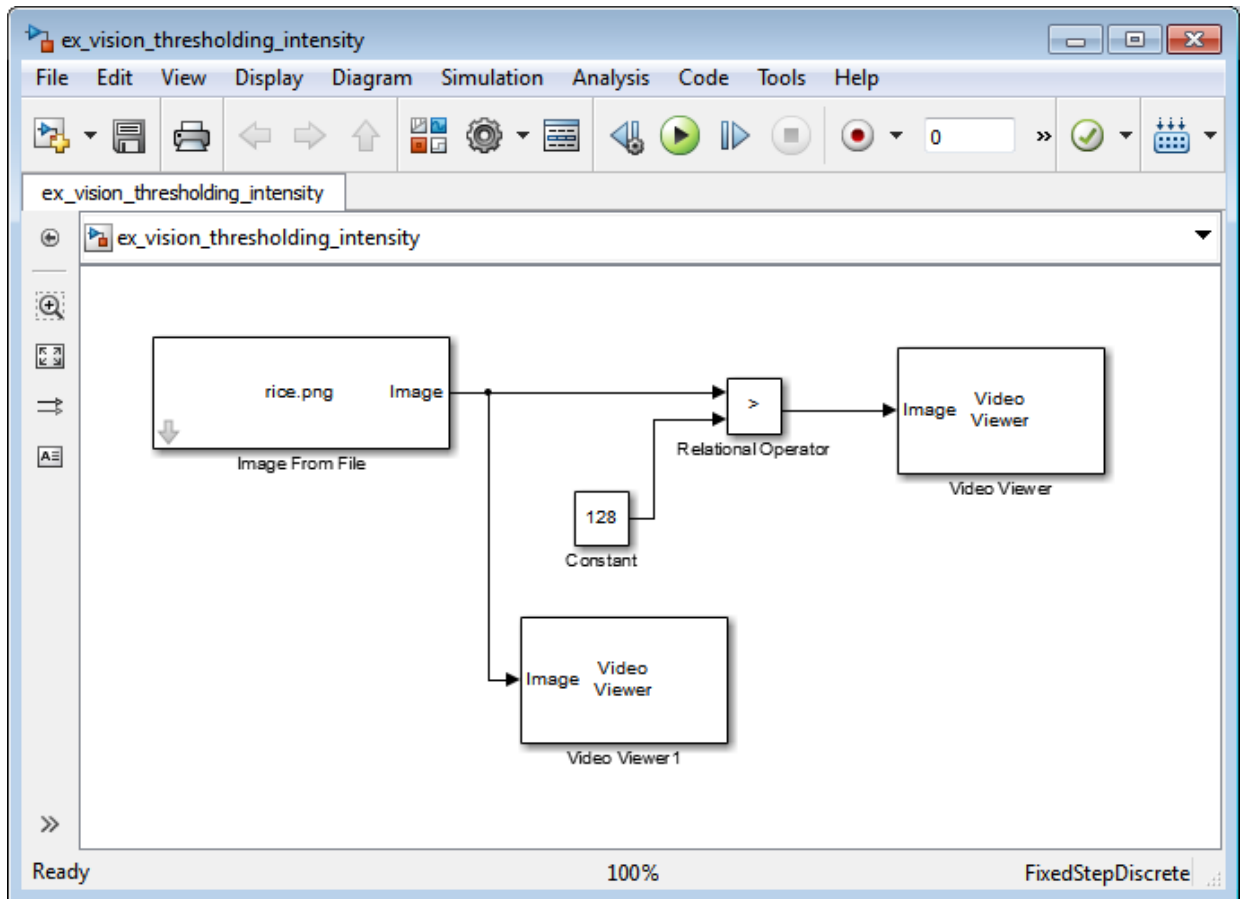 ex_vision_thresholding_intensity
File Edit View Display Diagram Simulation Analysis Code Tools Help
0 »
ex_vision_thresholding_intensity
ex_vision_thresholding_intensity
rice.png Image
Image From File
>
Relational Operator
Image Video
Viewer
Video Viewer
128
Constant
Image Video
Viewer
Video Viewer1
A
»
Ready 100% FixedStepDiscrete